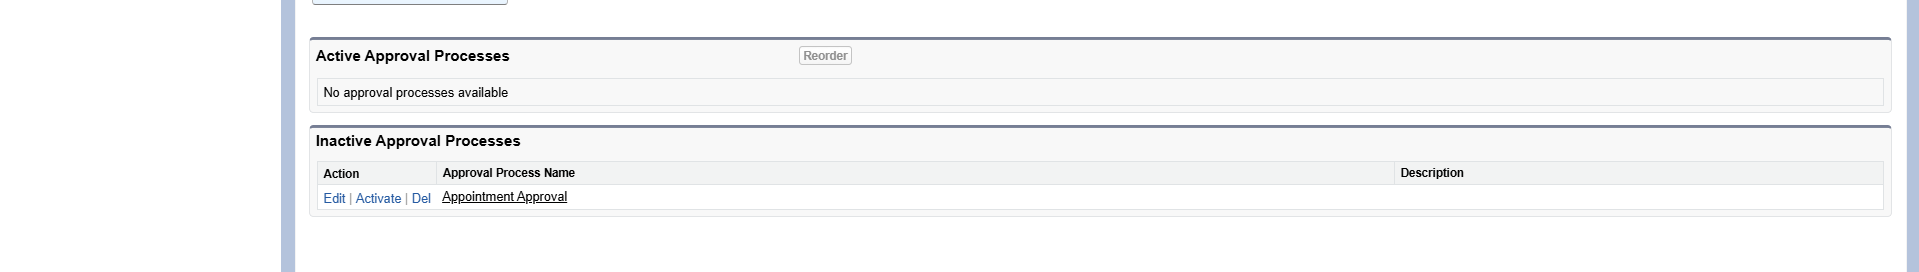 Active Approval Processes Reorder
No approval processes available
Inactive Approval Processes
Action Approval Process Name Description
Edit | Activate | Del Appointment Approval